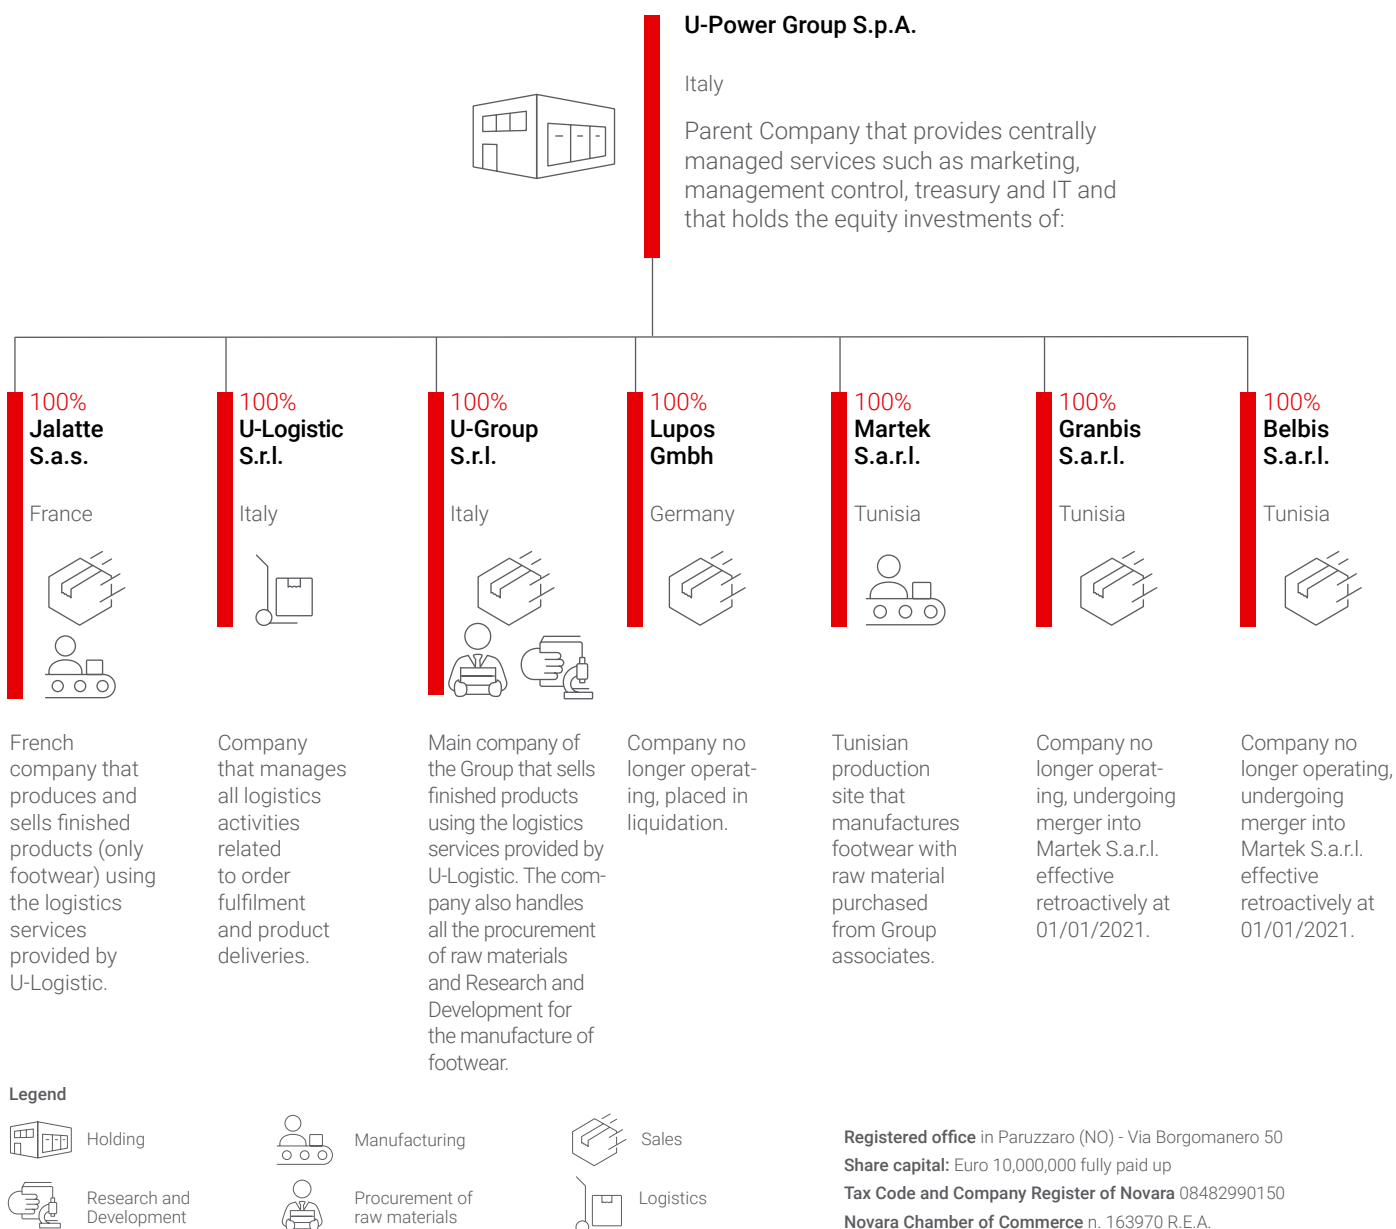 U-Power Group S.p.A.
Italy
Parent Company that provides centrally
managed services such as marketing,
management control, treasury and IT and
that holds the equity investments of:
100%
Jalatte
S.a.s.
France
100%
U-Logistic
S.r.l.
Italy
100%
U-Group
S.r.l.
Italy
100%
Lupos
Gmbh
Germany
100%
Martek
S.a.r.l.
Tunisia
100%
Granbis
S.a.r.l.
Tunisia
100%
Belbis
S.a.r.l.
Tunisia
French
company that
produces and
sells finished
products (only
footwear) using
the logistics
services
provided by
U-Logistic.
Company
that manages
all logistics
activities
related
to order
fulfilment
and product
deliveries.
Main company of
the Group that sells
finished products
using the logistics
services provided by
U-Logistic. The com-
pany also handles
all the procurement
of raw materials
and Research and
Development for
the manufacture of
footwear.
Company no
longer operat-
ing, placed in
liquidation.
Tunisian
production
site that
manufactures
footwear with
raw material
purchased
from Group
associates.
Company no
longer operat-
ing, undergoing
merger into
Martek S.a.r.l.
effective
retroactively at
01/01/2021.
Company no
longer operating,
undergoing
merger into
Martek S.a.r.l.
effective
retroactively at
01/01/2021.
Legend
Holding
Manufacturing
Sales
Research and
Development
Procurement of
raw materials
Logistics
Registered office in Paruzzaro (NO) - Via Borgomanero 50
Share capital: Euro 10,000,000 fully paid up
Tax Code and Company Register of Novara 08482990150
Novara Chamber of Commerce n. 163970 R.E.A.